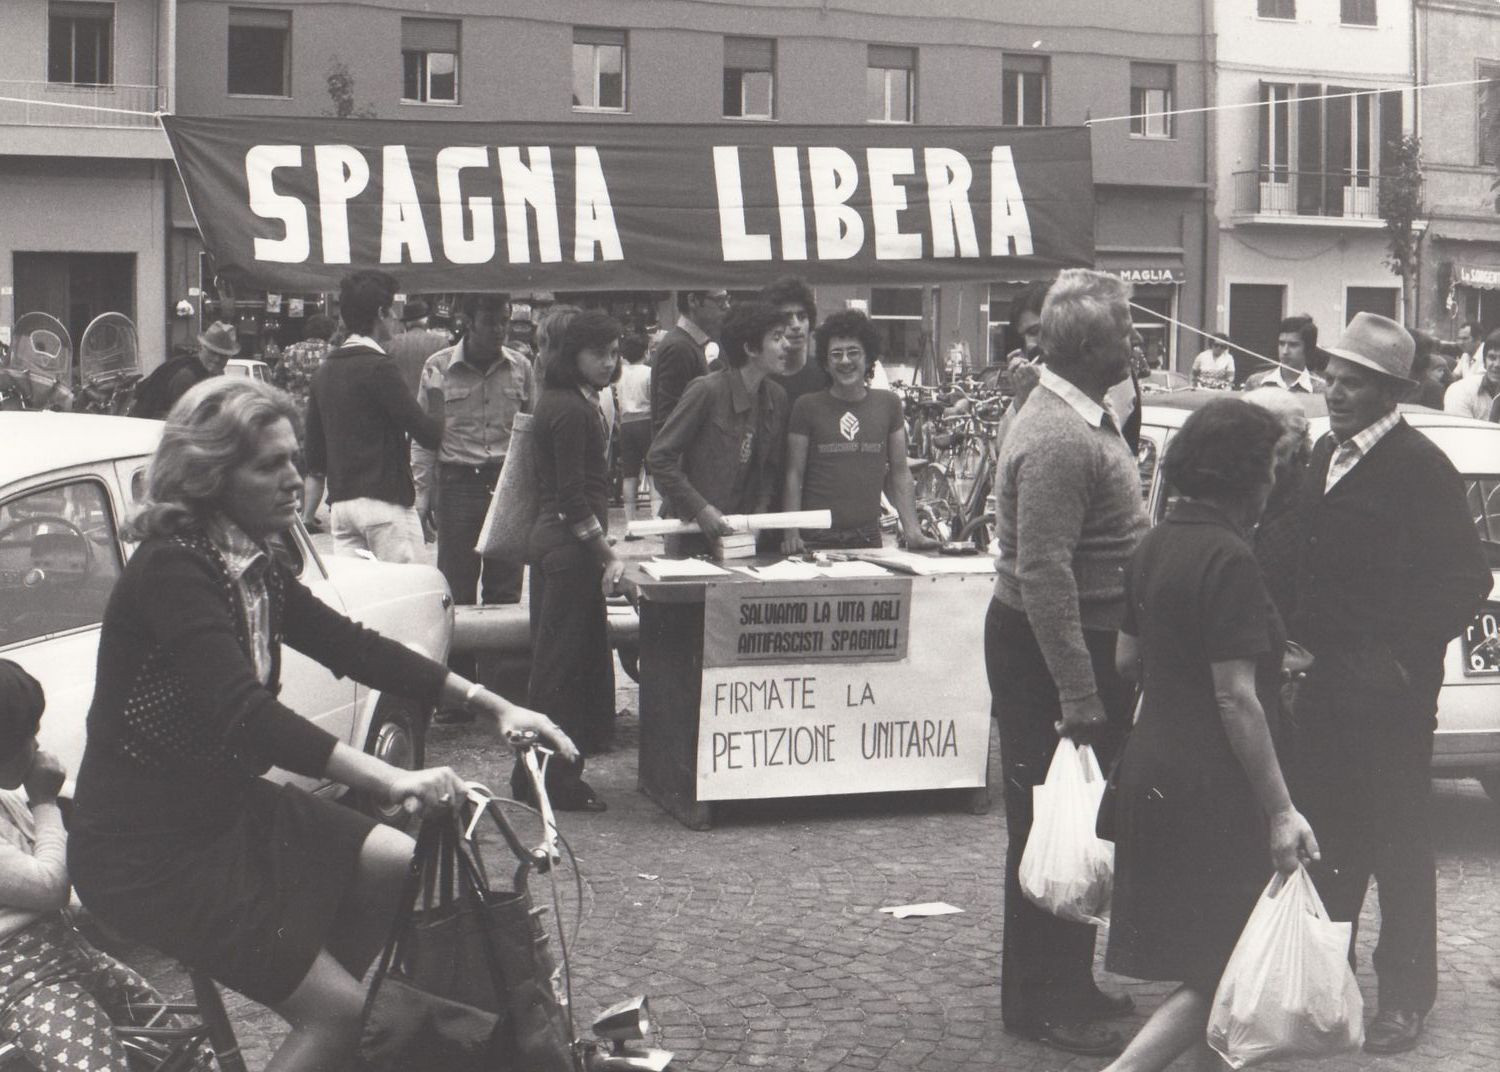 SPAGNA LIBERA
MAGLIA
SALVIAMO LA VITA AGLI
ANTIFASCISTI SPAGNOLI
FIRMATE LA
PETIZIONE UNITARIA